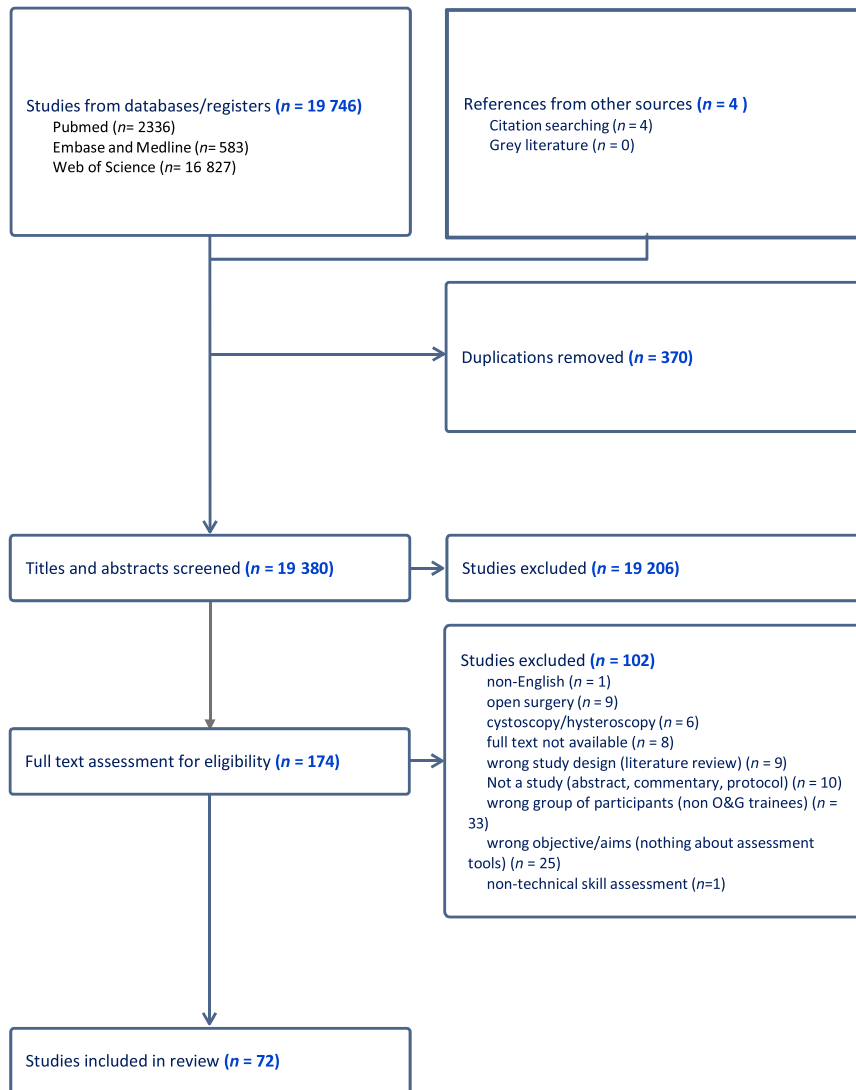 Studies from databases/registers (n = 19 746)
Pubmed (n= 2336)
Embase and Medline (n= 583)
Web of Science (n= 16 827)
References from other sources (n = 4 )
Citation searching (n = 4)
Grey literature (n = 0)
Duplications removed (n = 370)
Titles and abstracts screened (n = 19 380)
Studies excluded (n = 19 206)
Studies excluded (n = 102)
non-English (n = 1)
open surgery (n = 9)
cystoscopy/hysteroscopy (n = 6)
full text not available (n = 8)
wrong study design (literature review) (n = 9)
Not a study (abstract, commentary, protocol) (n = 10)
wrong group of participants (non O&G trainees) (n =
33)
wrong objective/aims (nothing about assessment
tools) (n = 25)
non-technical skill assessment (n=1)
Full text assessment for eligibility (n = 174)
Studies included in review (n = 72)